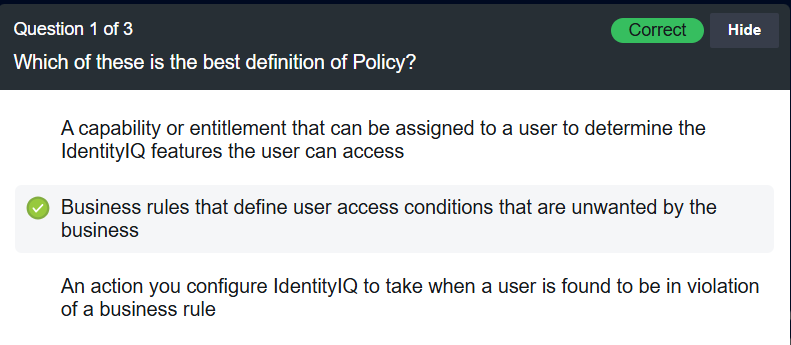 Question 1 of 3
Correct
Hide
Which of these is the best definition of Policy?
A capability or entitlement that can be assigned to a user to determine the
IdentityIQ features the user can access
Business rules that define user access conditions that are unwanted by the
business
An action you configure IdentityIQ to take when a user is found to be in violation
of a business rule